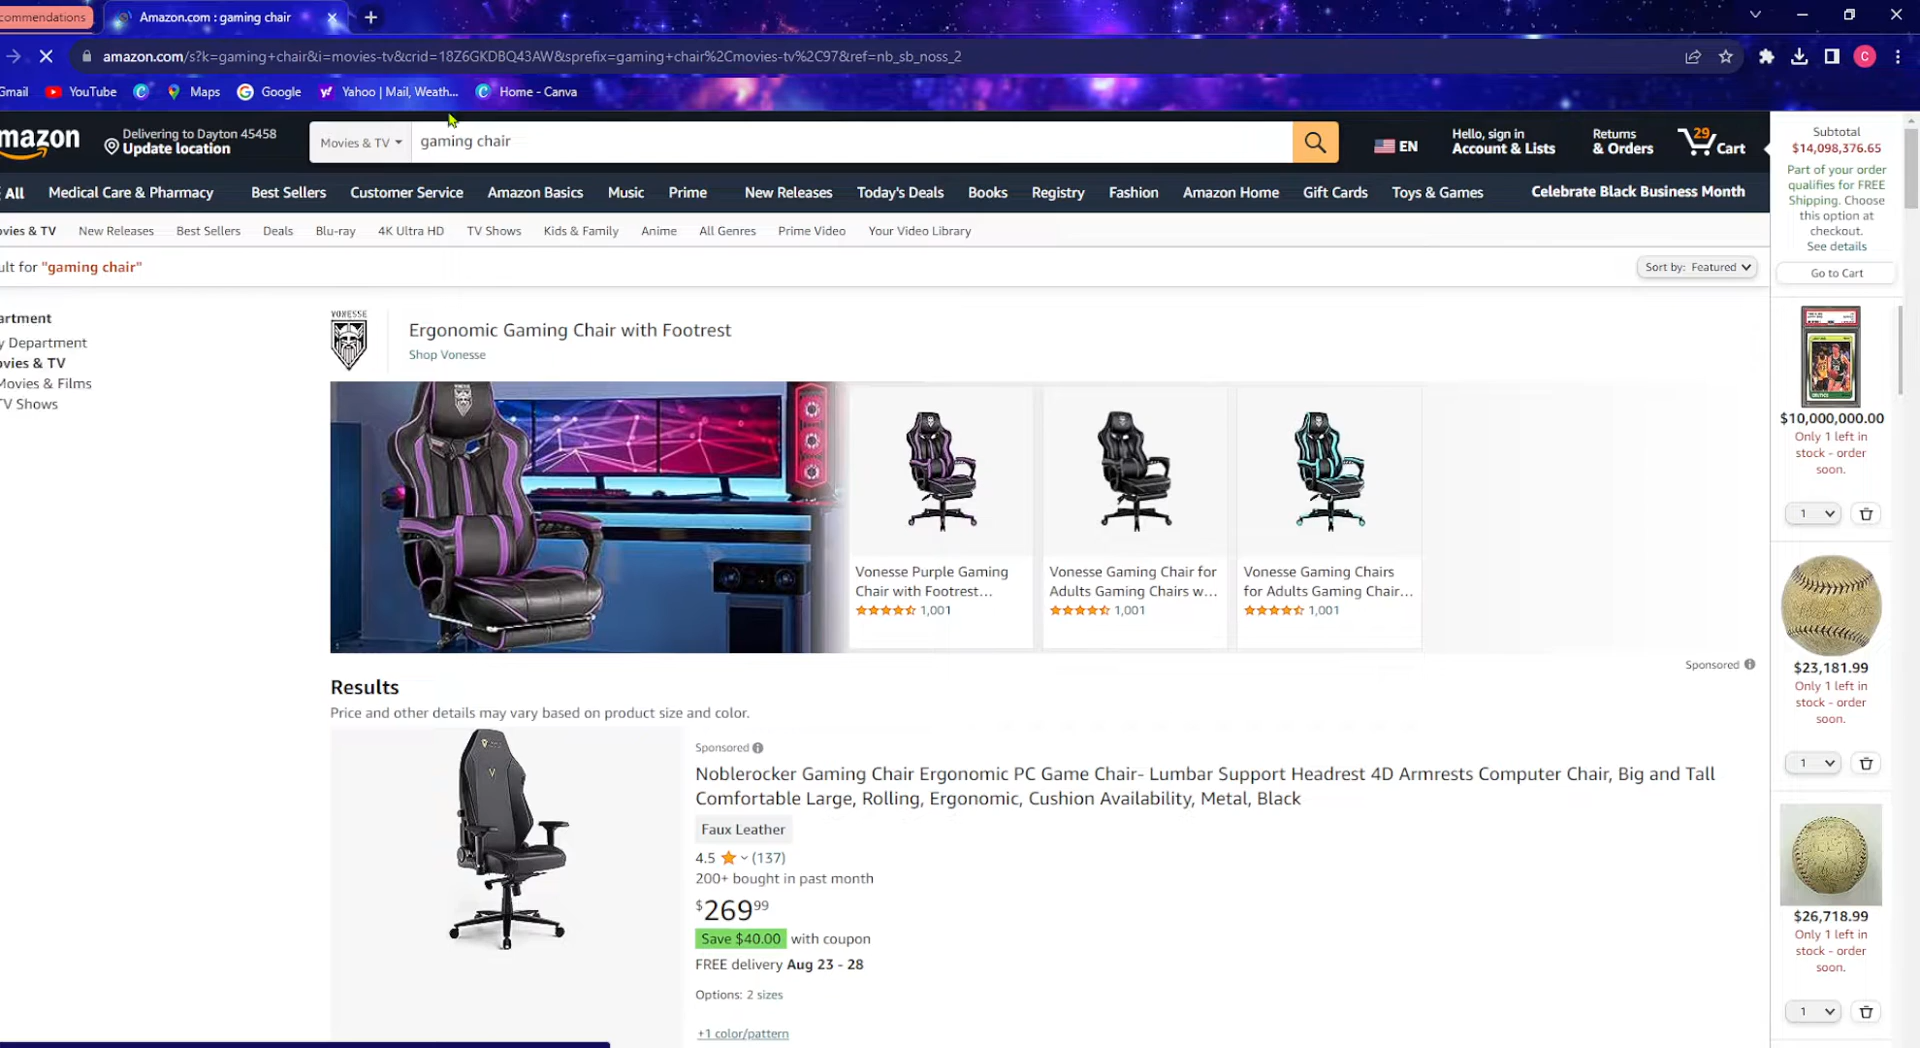 commendations
Amazon.com : gaming chair
amazon.com/s?k=gaming+chair&i=movies-tv&crid=18Z6GKDBQ43AW&sprefix=gaming+chair%2Cmovies-tv%2C97&ref=nb_sb_noss_2
C
Gmail YouTube Maps Google Yahoo | Mail, Weath... Home - Canva
mazon
Delivering to Dayton 45458
Update location
Movies & TV
gaming chair
EN
Hello, sign in
Account & Lists
Returns
& Orders
29
Cart
All Medical Care & Pharmacy Best Sellers Customer Service Amazon Basics Music Prime New Releases Today's Deals Books Registry Fashion Amazon Home Gift Cards Toys & Games Celebrate Black Business Month
ovies & TV New Releases Best Sellers Deals Blu-ray 4K Ultra HD TV Shows Kids & Family Anime All Genres Prime Video Your Video Library
ult for "gaming chair"
Sort by: Featured
artment
y Department
ovies & TV
Movies & Films
TV Shows
VONESSE
Ergonomic Gaming Chair with Footrest
Shop Vonesse
Vonesse Purple Gaming
Chair with Footrest...
1,001
Vonesse Gaming Chair for
Adults Gaming Chairs w...
1,001
Vonesse Gaming Chairs
for Adults Gaming Chair...
1,001
Sponsored
Results
Price and other details may vary based on product size and color.
Sponsored
Noblerocker Gaming Chair Ergonomic PC Game Chair- Lumbar Support Headrest 4D Armrests Computer Chair, Big and Tall
Comfortable Large, Rolling, Ergonomic, Cushion Availability, Metal, Black
Faux Leather
4.5 (137)
200+ bought in past month
$269.99
Save $40.00 with coupon
FREE delivery Aug 23 - 28
Options: 2 sizes
+1 color/pattern
Subtotal
$14,098,376.65
Part of your order
qualifies for FREE
Shipping. Choose
this option at
checkout.
See details
Go to Cart
$10,000,000.00
Only 1 left in
stock - order
soon.
1
$23,181.99
Only 1 left in
stock - order
soon.
1
$26,718.99
Only 1 left in
stock - order
soon.
1